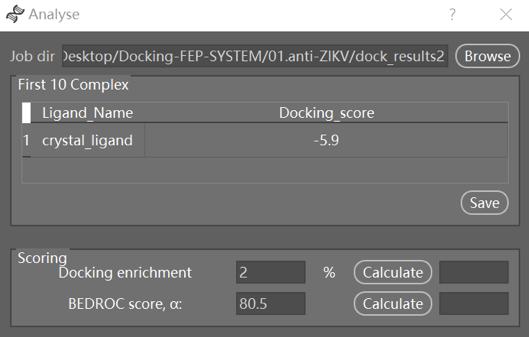 Analyse ?
Job dir Desktop/Docking-FEP-SYSTEM/01.anti-ZIKV/dock_results2 Browse
First 10 Complex
Ligand_Name Docking_score
1 crystal_ligand -5.9
Save
Scoring
Docking enrichment 2 % Calculate
BEDROC score, α: 80.5 Calculate